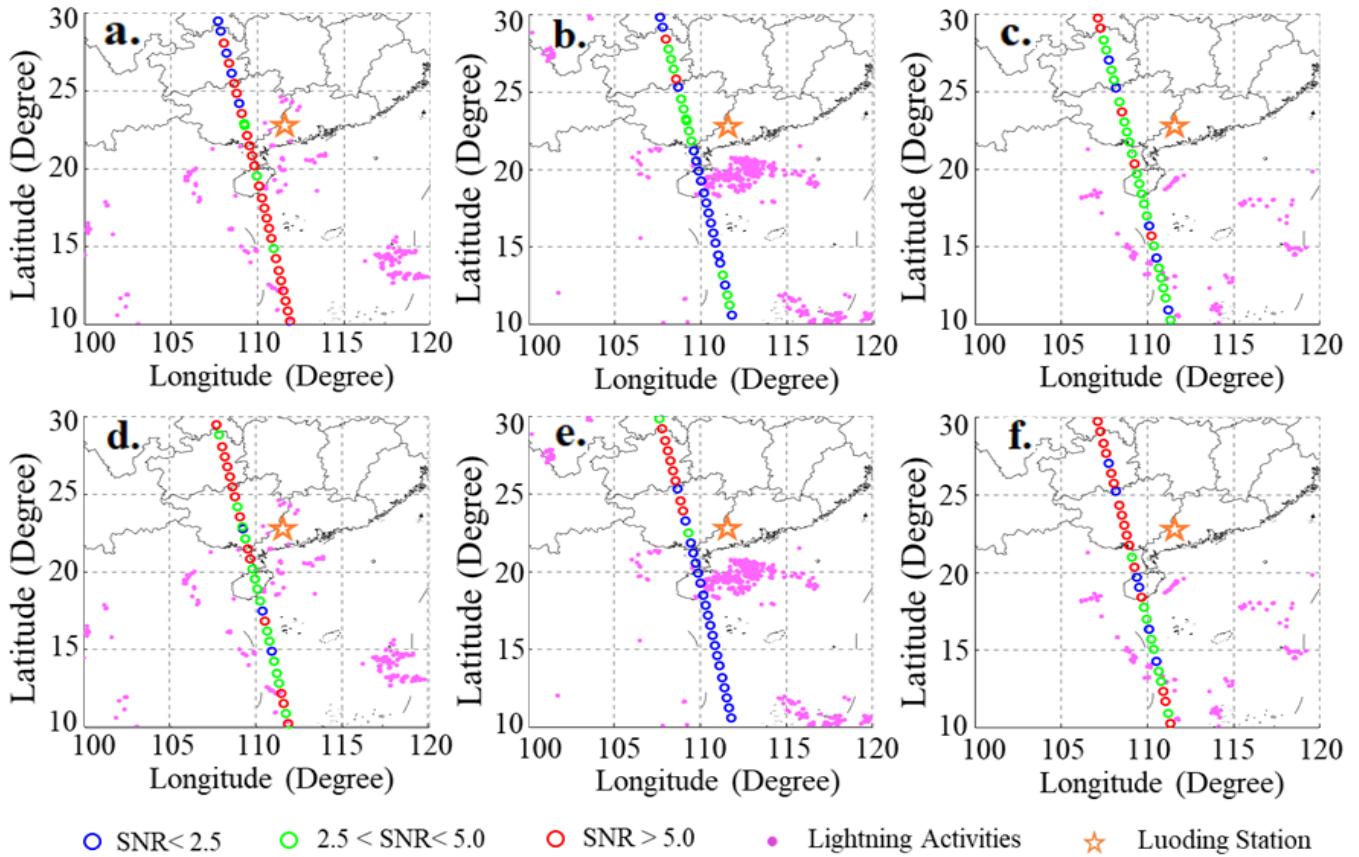 a.
b.
c.
30
25
20
15
10
Latitude (Degree)
100 105 110 115 120
Longitude (Degree)
30
25
20
15
10
Latitude (Degree)
100 105 110 115 120
Longitude (Degree)
30
25
20
15
10
Latitude (Degree)
100 105 110 115 120
Longitude (Degree)
d.
e.
f.
30
25
20
15
10
Latitude (Degree)
100 105 110 115 120
Longitude (Degree)
30
25
20
15
10
Latitude (Degree)
100 105 110 115 120
Longitude (Degree)
30
25
20
15
10
Latitude (Degree)
100 105 110 115 120
Longitude (Degree)
SNR< 2.5 2.5 < SNR< 5.0 SNR > 5.0 Lightning Activities Luoding Station